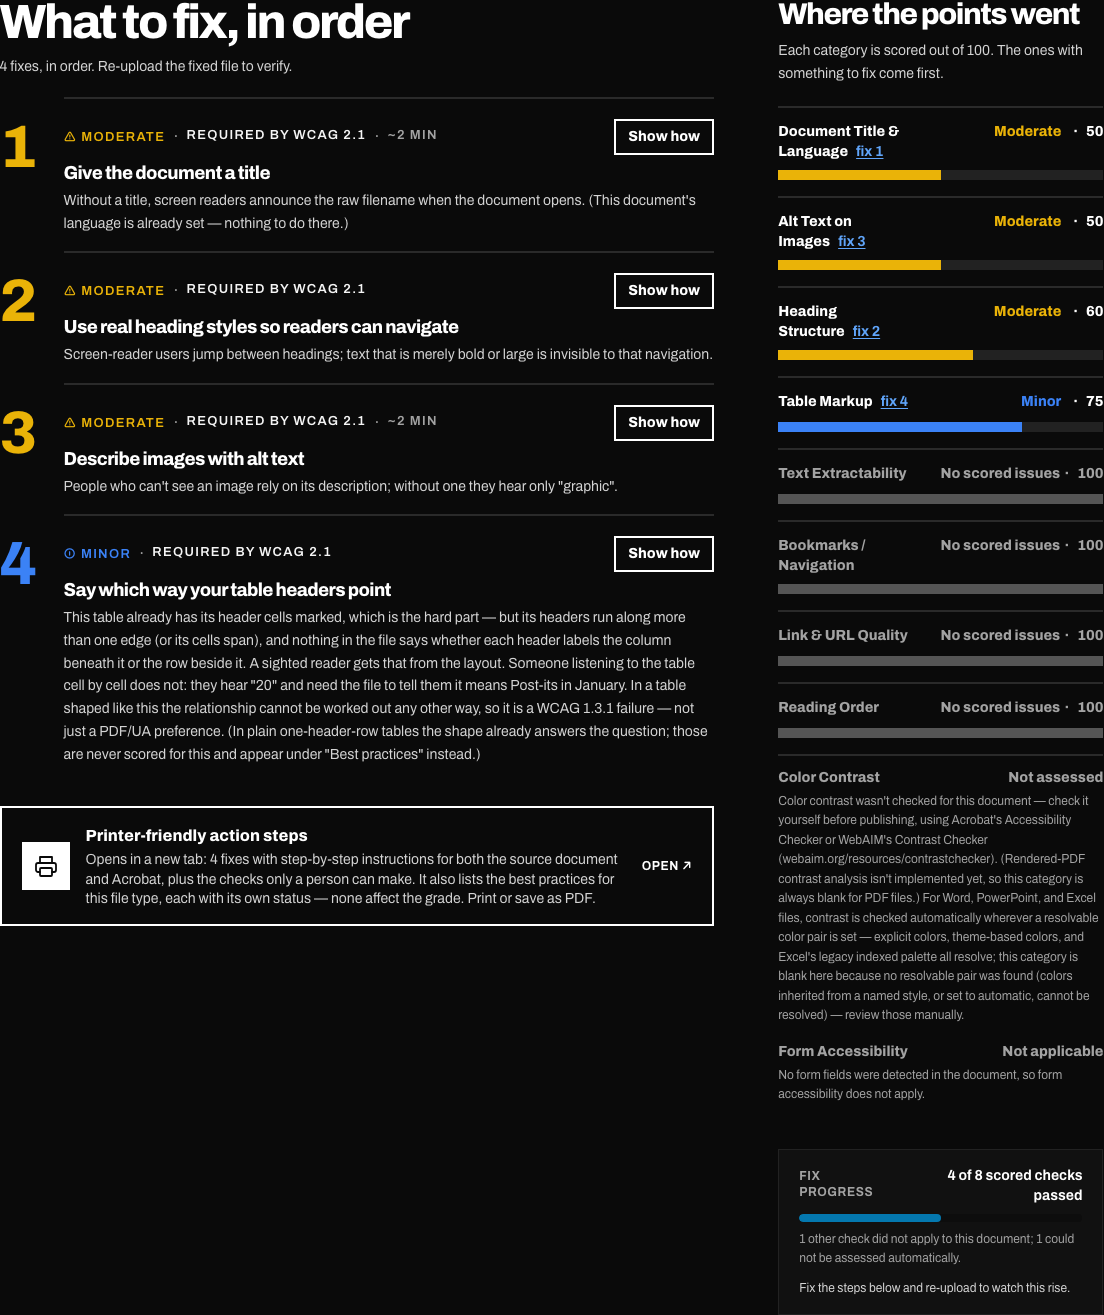 What to fix, in order
4 fixes, in order. Re-upload the fixed file to verify.
1
MODERATE · REQUIRED BY WCAG 2.1 · ~2 MIN
Show how
Give the document a title
Without a title, screen readers announce the raw filename when the document opens. (This document's
language is already set — nothing to do there.)
2
MODERATE · REQUIRED BY WCAG 2.1
Show how
Use real heading styles so readers can navigate
Screen-reader users jump between headings; text that is merely bold or large is invisible to that navigation.
3
MODERATE · REQUIRED BY WCAG 2.1 · ~2 MIN
Show how
Describe images with alt text
People who can't see an image rely on its description; without one they hear only "graphic".
4
MINOR · REQUIRED BY WCAG 2.1
Show how
Say which way your table headers point
This table already has its header cells marked, which is the hard part — but its headers run along more
than one edge (or its cells span), and nothing in the file says whether each header labels the column
beneath it or the row beside it. A sighted reader gets that from the layout. Someone listening to the table
cell by cell does not: they hear "20" and need the file to tell them it means Post-its in January. In a table
shaped like this the relationship cannot be worked out any other way, so it is a WCAG 1.3.1 failure — not
just a PDF/UA preference. (In plain one-header-row tables the shape already answers the question; those
are never scored for this and appear under "Best practices" instead.)
Printer-friendly action steps
Opens in a new tab: 4 fixes with step-by-step instructions for both the source document
and Acrobat, plus the checks only a person can make. It also lists the best practices for
this file type, each with its own status — none affect the grade. Print or save as PDF.
OPEN ↗
Where the points went
Each category is scored out of 100. The ones with
something to fix come first.
Document Title &
Language fix 1
Moderate · 50
Alt Text on
Images fix 3
Moderate · 50
Heading
Structure fix 2
Moderate · 60
Table Markup fix 4
Minor · 75
Text Extractability
No scored issues · 100
Bookmarks /
Navigation
No scored issues · 100
Link & URL Quality
No scored issues · 100
Reading Order
No scored issues · 100
Color Contrast
Not assessed
Color contrast wasn't checked for this document — check it
yourself before publishing, using Acrobat's Accessibility
Checker or WebAIM's Contrast Checker
(webaim.org/resources/contrastchecker). (Rendered-PDF
contrast analysis isn't implemented yet, so this category is
always blank for PDF files.) For Word, PowerPoint, and Excel
files, contrast is checked automatically wherever a resolvable
color pair is set — explicit colors, theme-based colors, and
Excel's legacy indexed palette all resolve; this category is
blank here because no resolvable pair was found (colors
inherited from a named style, or set to automatic, cannot be
resolved) — review those manually.
Form Accessibility
Not applicable
No form fields were detected in the document, so form
accessibility does not apply.
FIX
PROGRESS
4 of 8 scored checks
passed
1 other check did not apply to this document; 1 could
not be assessed automatically.
Fix the steps below and re-upload to watch this rise.